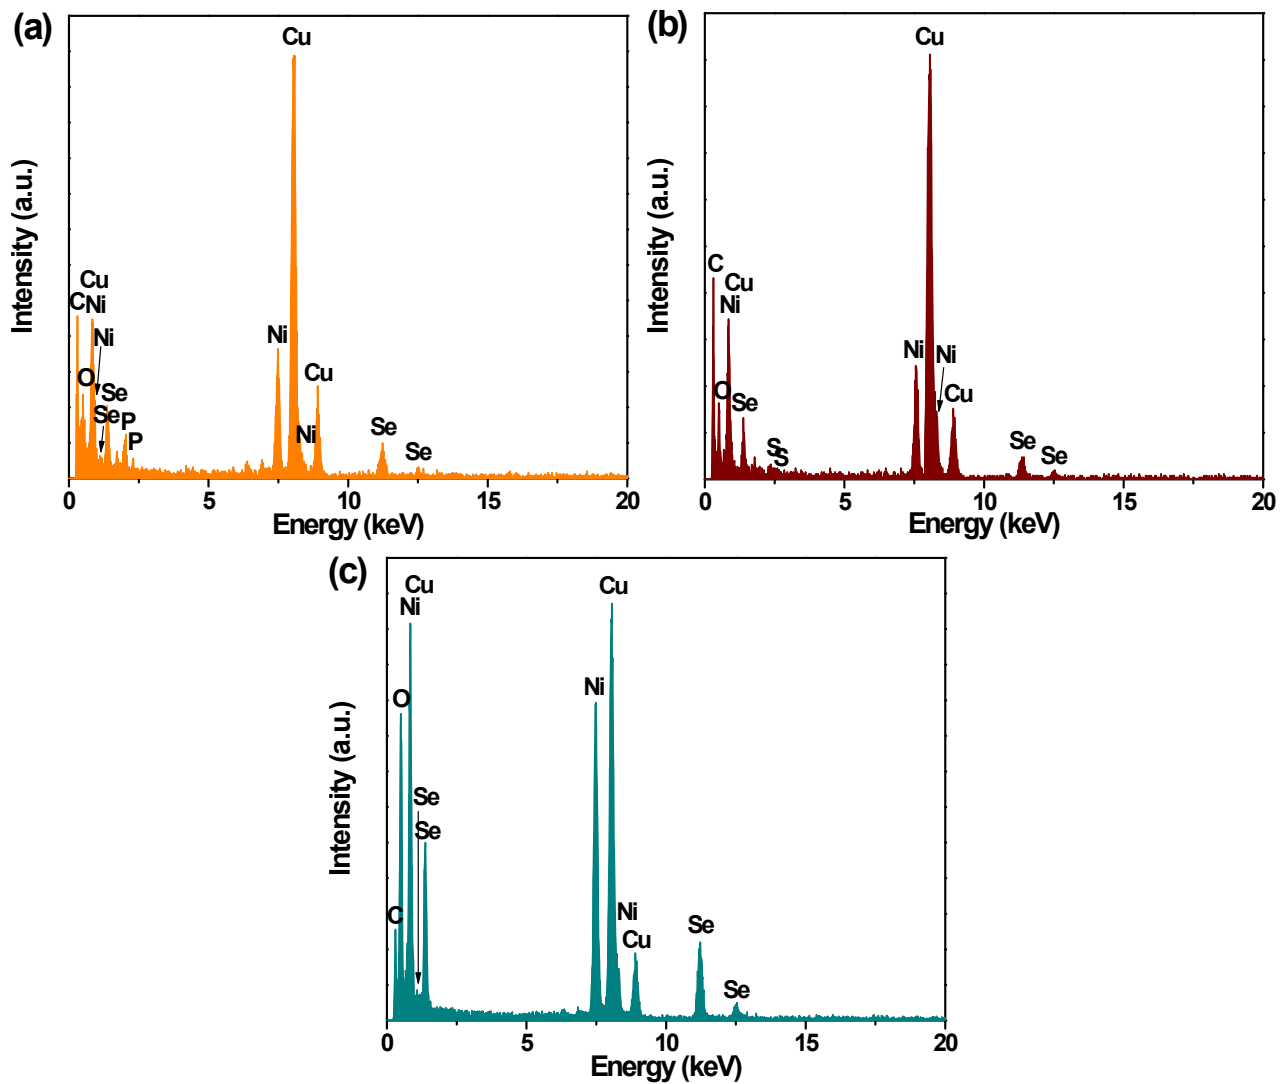 (a)
Intensity (a.u.)
Cu
Cu
C Ni
Ni
O
Se
Se
P
P
Ni
Ni
Cu
Se
Se
0 5 10 15 20
Energy (keV)
(b)
Intensity (a.u.)
Cu
C
Cu
Ni
O
Se
S
S
Ni
Ni
Cu
Se
Se
0 5 10 15 20
Energy (keV)
(c)
Intensity (a.u.)
Cu
Ni
O
Se
Se
C
Cu
Ni
Ni
Cu
Se
Se
0 5 10 15 20
Energy (keV)